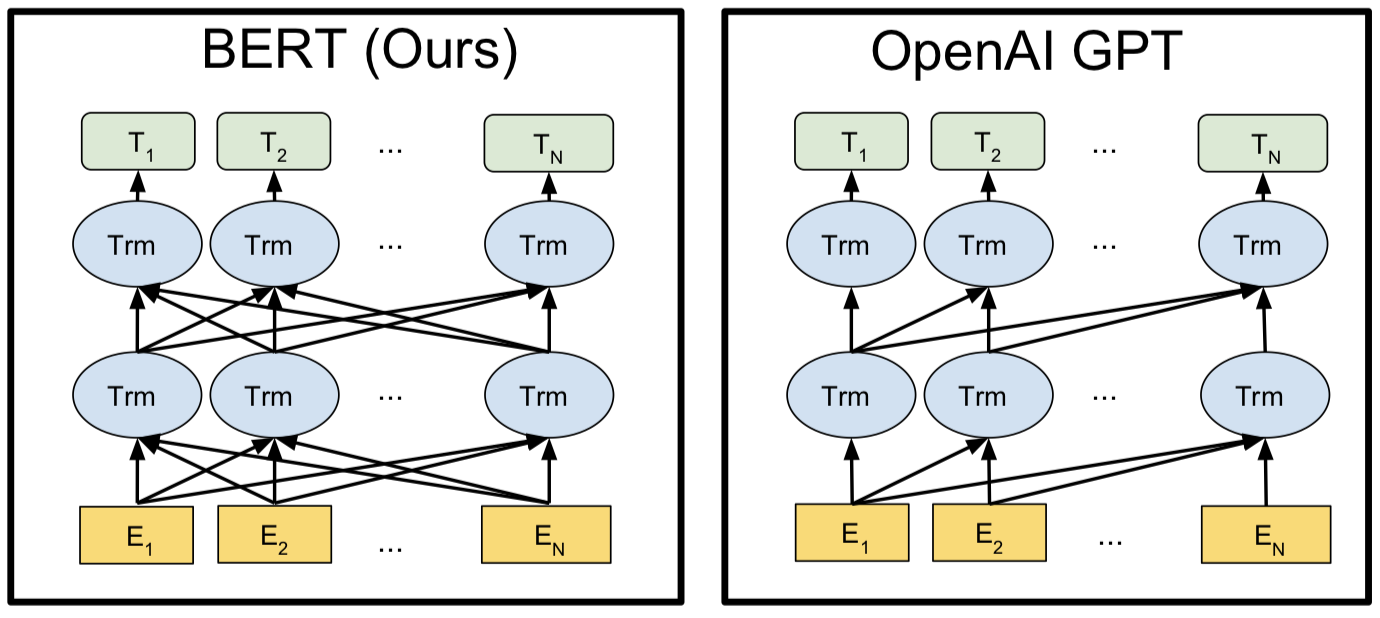 BERT (Ours)
T1 T2 ... TN
Trm Trm ... Trm
Trm Trm ... Trm
E1 E2 ... EN
OpenAI GPT
T1 T2 ... TN
Trm Trm ... Trm
Trm Trm ... Trm
E1 E2 ... EN